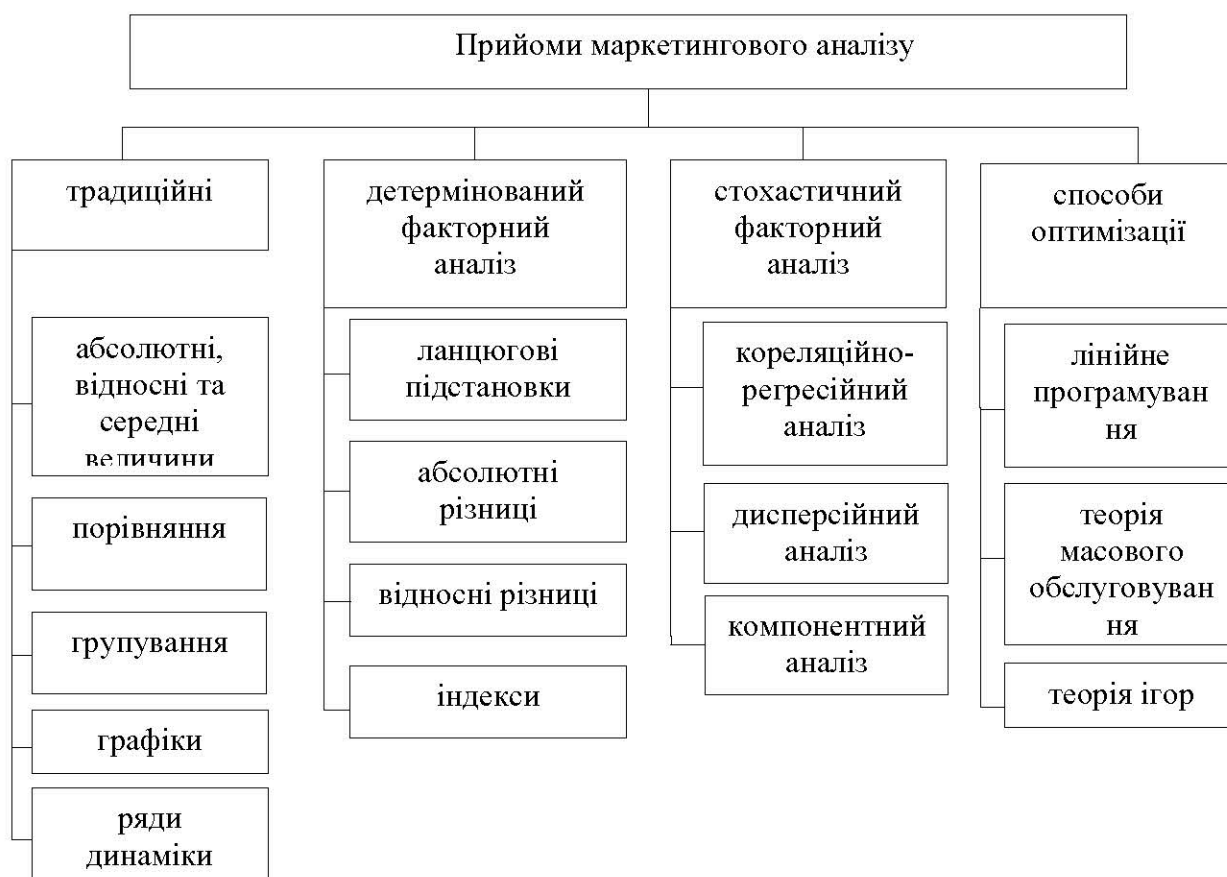 Прийоми маркетингового аналізу
традиційні
абсолютні,
відносні та
середні
величини
порівняння
групування
графіки
ряди
динаміки
детермінований
факторний
аналіз
ланцюгові
підстановки
абсолютні
різниці
відносні різниці
індекси
стохастичний
факторний
аналіз
кореляційно-
регресійний
аналіз
дисперсійний
аналіз
компонентний
аналіз
способи
оптимізації
лінійне
програмуван
ня
теорія
масового
обслуговуван
ня
теорія ігор